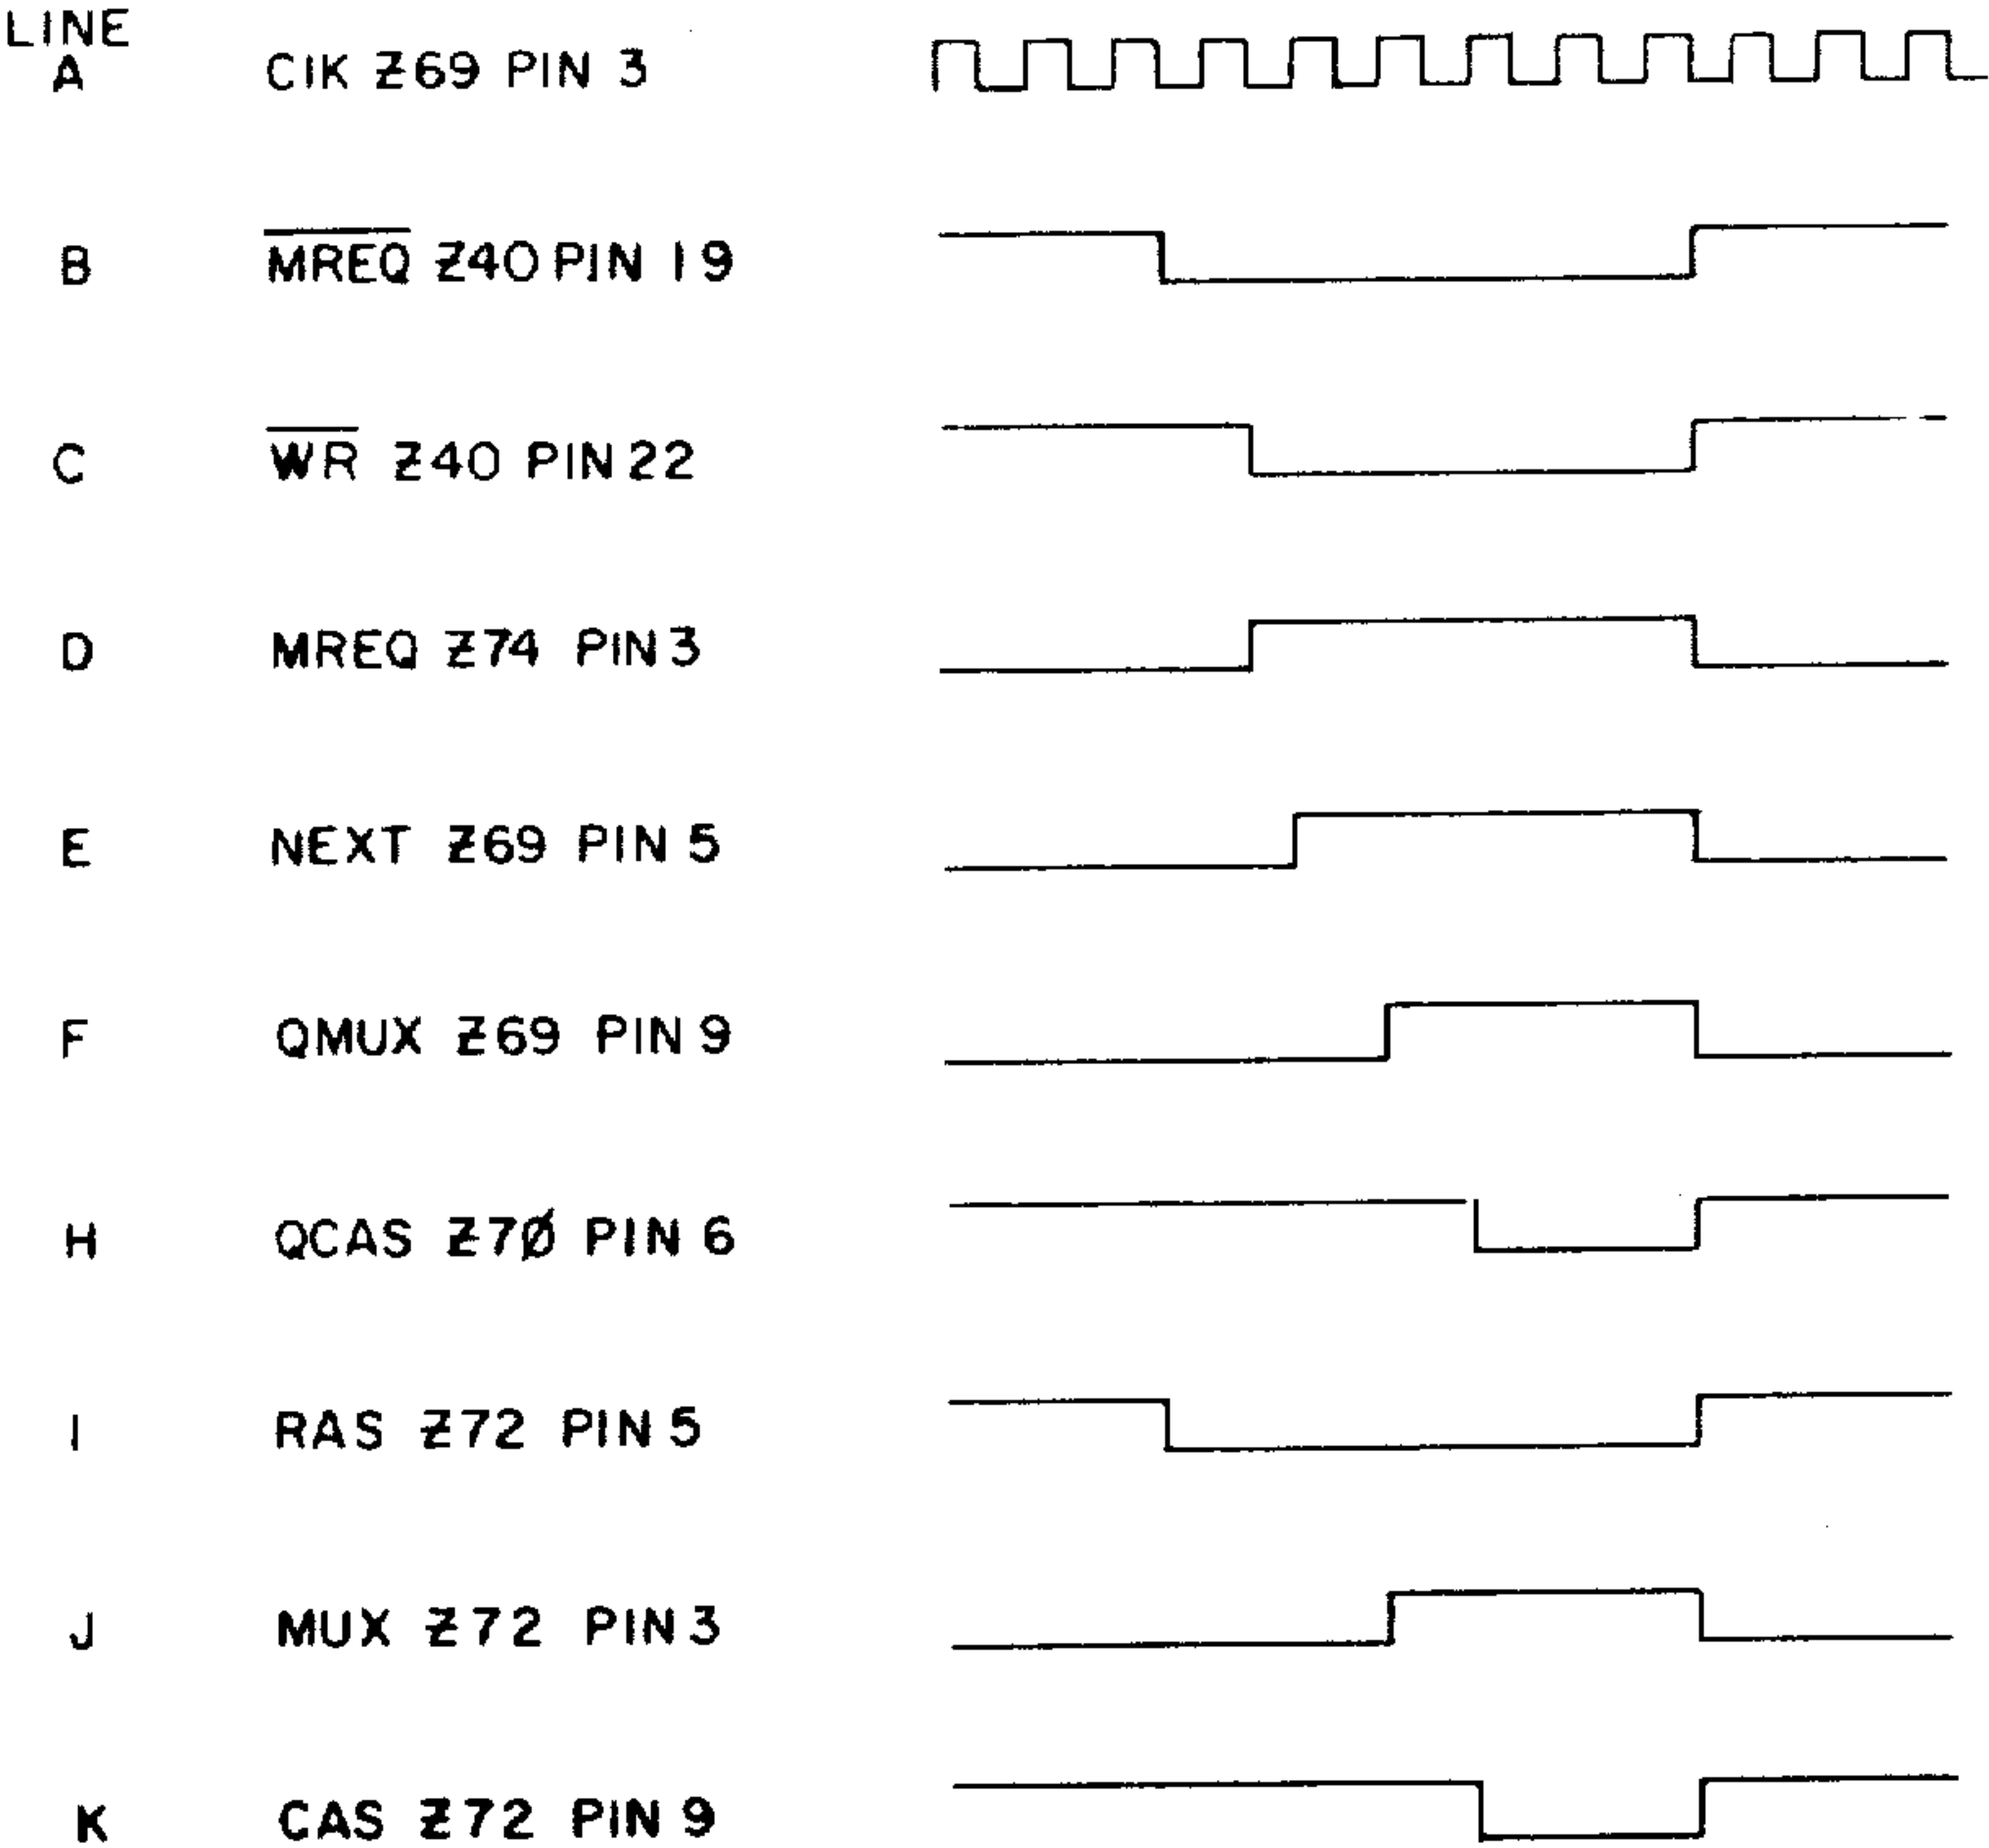 LINE
A CIK Z69 PIN 3
B MREQ Z40 PIN 19
C WR Z40 PIN 22
D MREQ Z74 PIN 3
E NEXT Z69 PIN 5
F QMUX Z69 PIN 9
H QCAS Z7Ø PIN 6
I RAS Z72 PIN 5
J MUX Z72 PIN 3
K CAS Z72 PIN 9